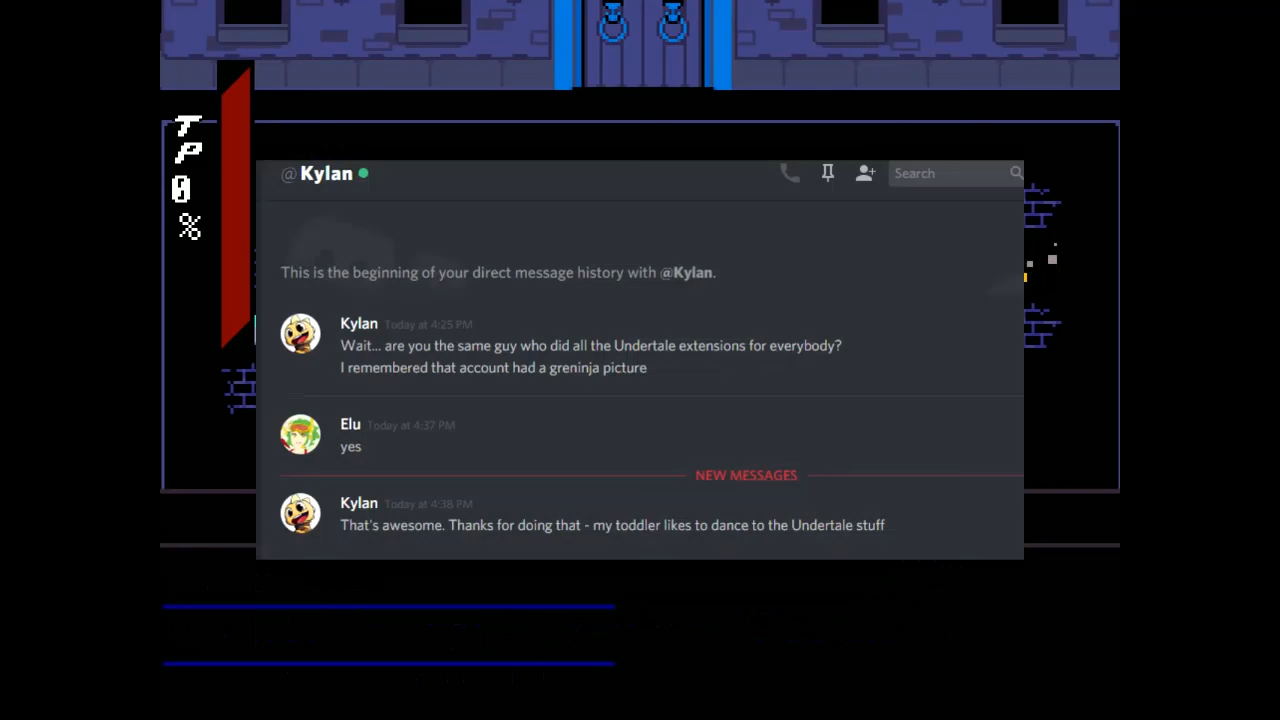 TP
0
%
@Kylan
Search
This is the beginning of your direct message history with @Kylan.
Kylan Today at 4:25 PM
Wait... are you the same guy who did all the Undertale extensions for everybody?
I remembered that account had a greninja picture
Elu Today at 4:37 PM
yes
NEW MESSAGES
Kylan Today at 4:38 PM
That's awesome. Thanks for doing that - my toddler likes to dance to the Undertale stuff